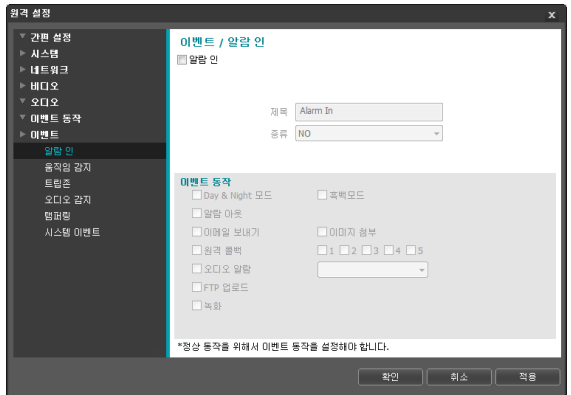 원격 설정
x
간편 설정
시스템
네트워크
비디오
오디오
이벤트 동작
이벤트
알람 인
움직임 감지
트립존
오디오 감지
탬퍼링
시스템 이벤트
이벤트 / 알람 인
알람 인
제목 Alarm In
종류 NO
이벤트 동작
Day & Night 모드 흑백모드
알람 아웃
이메일 보내기 이미지 첨부
원격 콜백 1 2 3 4 5
오디오 알람
FTP 업로드
녹화
*정상 동작을 위해서 이벤트 동작을 설정해야 합니다.
확인 취소 적용